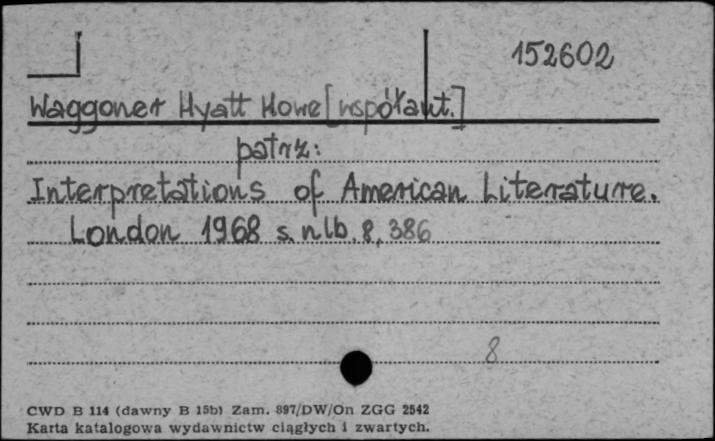 152602
Waggoner Hyatt Howe [współaut.]
patrz:
Interpretations of American Literature.
London 1968 s. nlb. 8, 386
8
CWD B 114 (dawny B 15b) Zam. 897/DW/On ZGG 2542
Karta katalogowa wydawnictw ciągłych i zwartych.